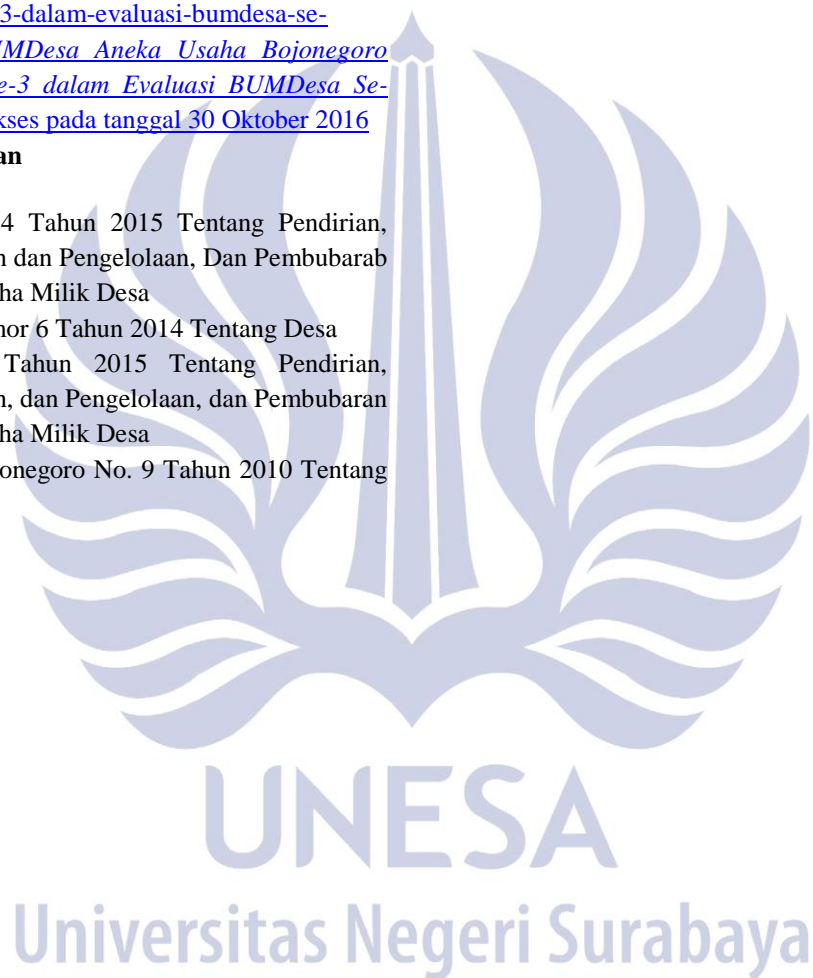 3-dalam-evaluasi-bumdesa-se-
UMDesa Aneka Usaha Bojonegoro
e-3 dalam Evaluasi BUMDesa Se-
kses pada tanggal 30 Oktober 2016
an
4 Tahun 2015 Tentang Pendirian,
n dan Pengelolaan, Dan Pembubarab
ha Milik Desa
nor 6 Tahun 2014 Tentang Desa
Tahun 2015 Tentang Pendirian,
n, dan Pengelolaan, dan Pembubaran
ha Milik Desa
onegoro No. 9 Tahun 2010 Tentang
UNESA
Universitas Negeri Surabaya